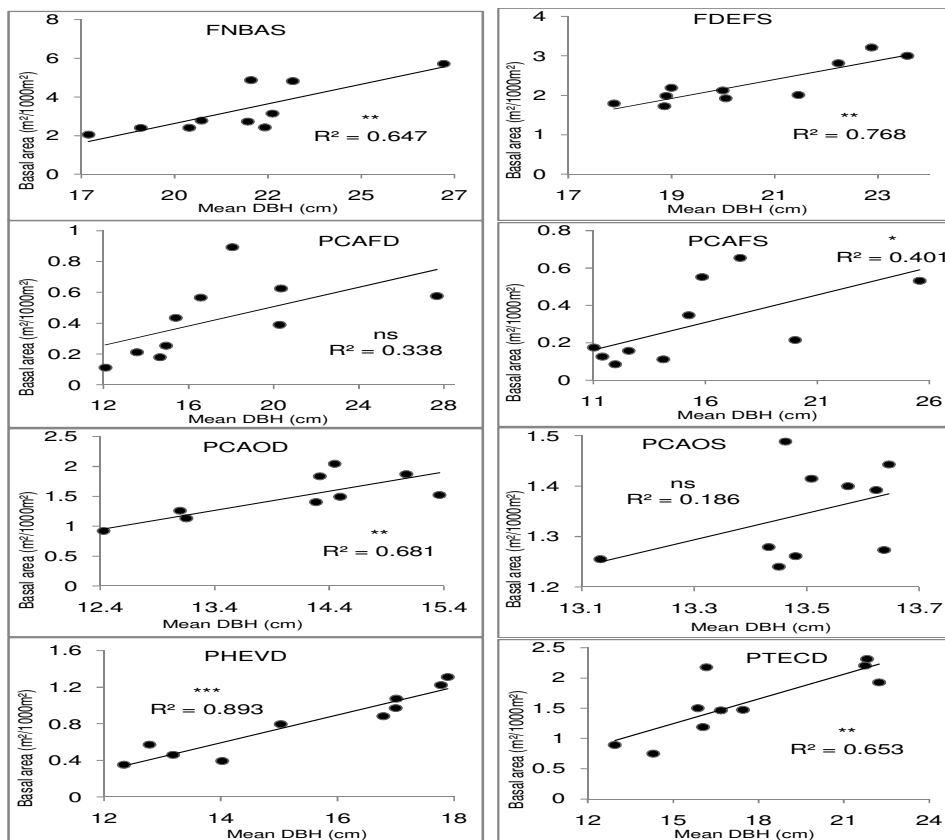 FNBAS
Basal area (m²/1000m²)
8
6
4
2
0
**
R² = 0.647
17
20
22
25
27
Mean DBH (cm)
FDEFS
Basal area (m²/1000m²)
4
3
2
1
0
**
R² = 0.768
17
19
21
23
Mean DBH (cm)
PCAFD
Basal area (m²/1000m²)
1
0.8
0.6
0.4
0.2
0
ns
R² = 0.338
12
16
20
24
28
Mean DBH (cm)
PCAFS
Basal area (m²/1000m²)
0.8
0.6
0.4
0.2
0
*
R² = 0.401
11
16
21
26
Mean DBH (cm)
PCAOD
Basal area (m²/1000m²)
2.5
2
1.5
1
0.5
0
**
R² = 0.681
12.4
13.4
14.4
15.4
Mean DBH (cm)
PCAOS
Basal area (m²/1000m²)
1.5
1.4
1.3
1.2
ns
R² = 0.186
13.1
13.3
13.5
13.7
Mean DBH (cm)
PHEVD
Basal area (m²/1000m²)
1.6
1.2
0.8
0.4
0
***
R² = 0.893
12
14
16
18
Mean DBH (cm)
PTECD
Basal area (m²/1000m²)
2.5
2
1.5
1
0.5
0
**
R² = 0.653
12
15
18
21
24
Mean DBH (cm)